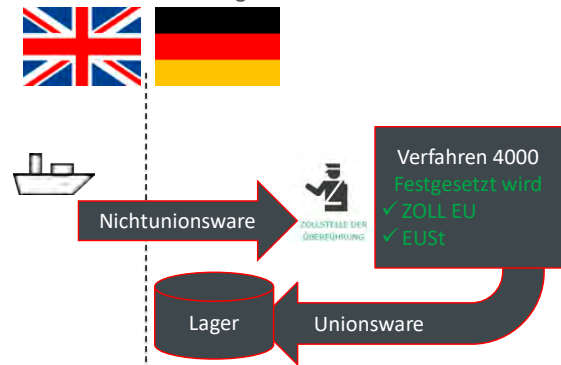 Verfahren 4000
Festgesetzt wird
✓ ZOLL EU
✓ EUSt
Nichtunionsware
ZOLLSTELLE DER
ÜBERFÜHRUNG
Lager
Unionsware